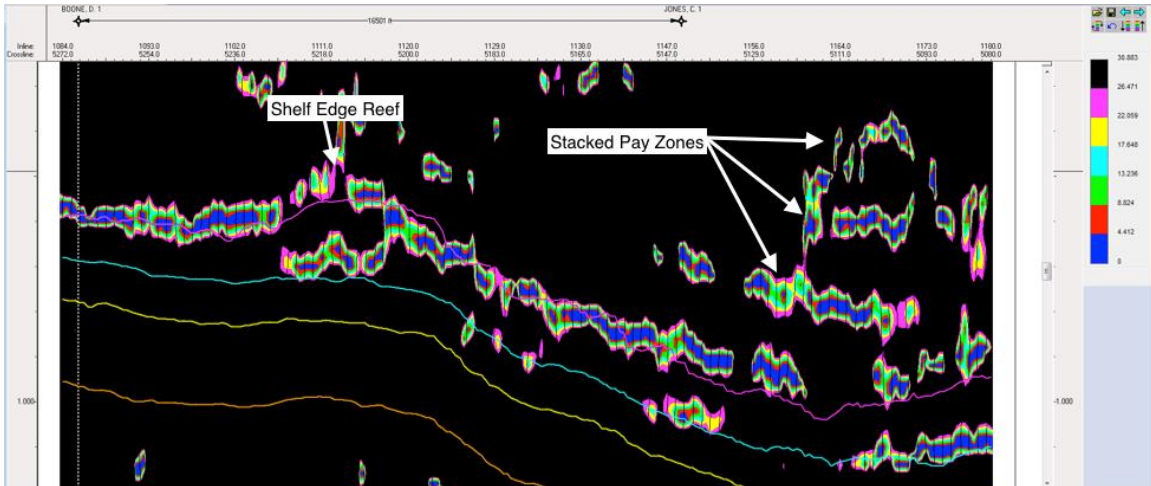 BOONE, D. 1
JONES, C. 1
16501 ft
Inline: 1084.0 1093.0 1102.0 1111.0 1120.0 1129.0 1138.0 1147.0 1156.0 1164.0 1173.0 1180.0
Crossline: 5272.0 5254.0 5236.0 5218.0 5200.0 5183.0 5165.0 5147.0 5129.0 5111.0 5093.0 5080.0
Shelf Edge Reef
Stacked Pay Zones
30.883
26.471
22.059
17.648
13.236
8.824
4.412
0
1.000
1.000